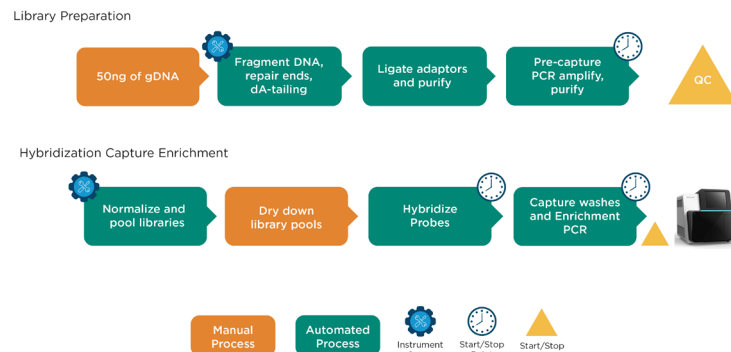 Library Preparation
50ng of gDNA
Fragment DNA,
repair ends,
dA-tailing
Ligate adaptors
and purify
Pre-capture
PCR amplify,
purify
QC
Hybridization Capture Enrichment
Normalize and
pool libraries
Dry down
library pools
Hybridize
Probes
Capture washes
and Enrichment
PCR
Manual
Process
Automated
Process
Instrument
Start/Stop
Start/Stop